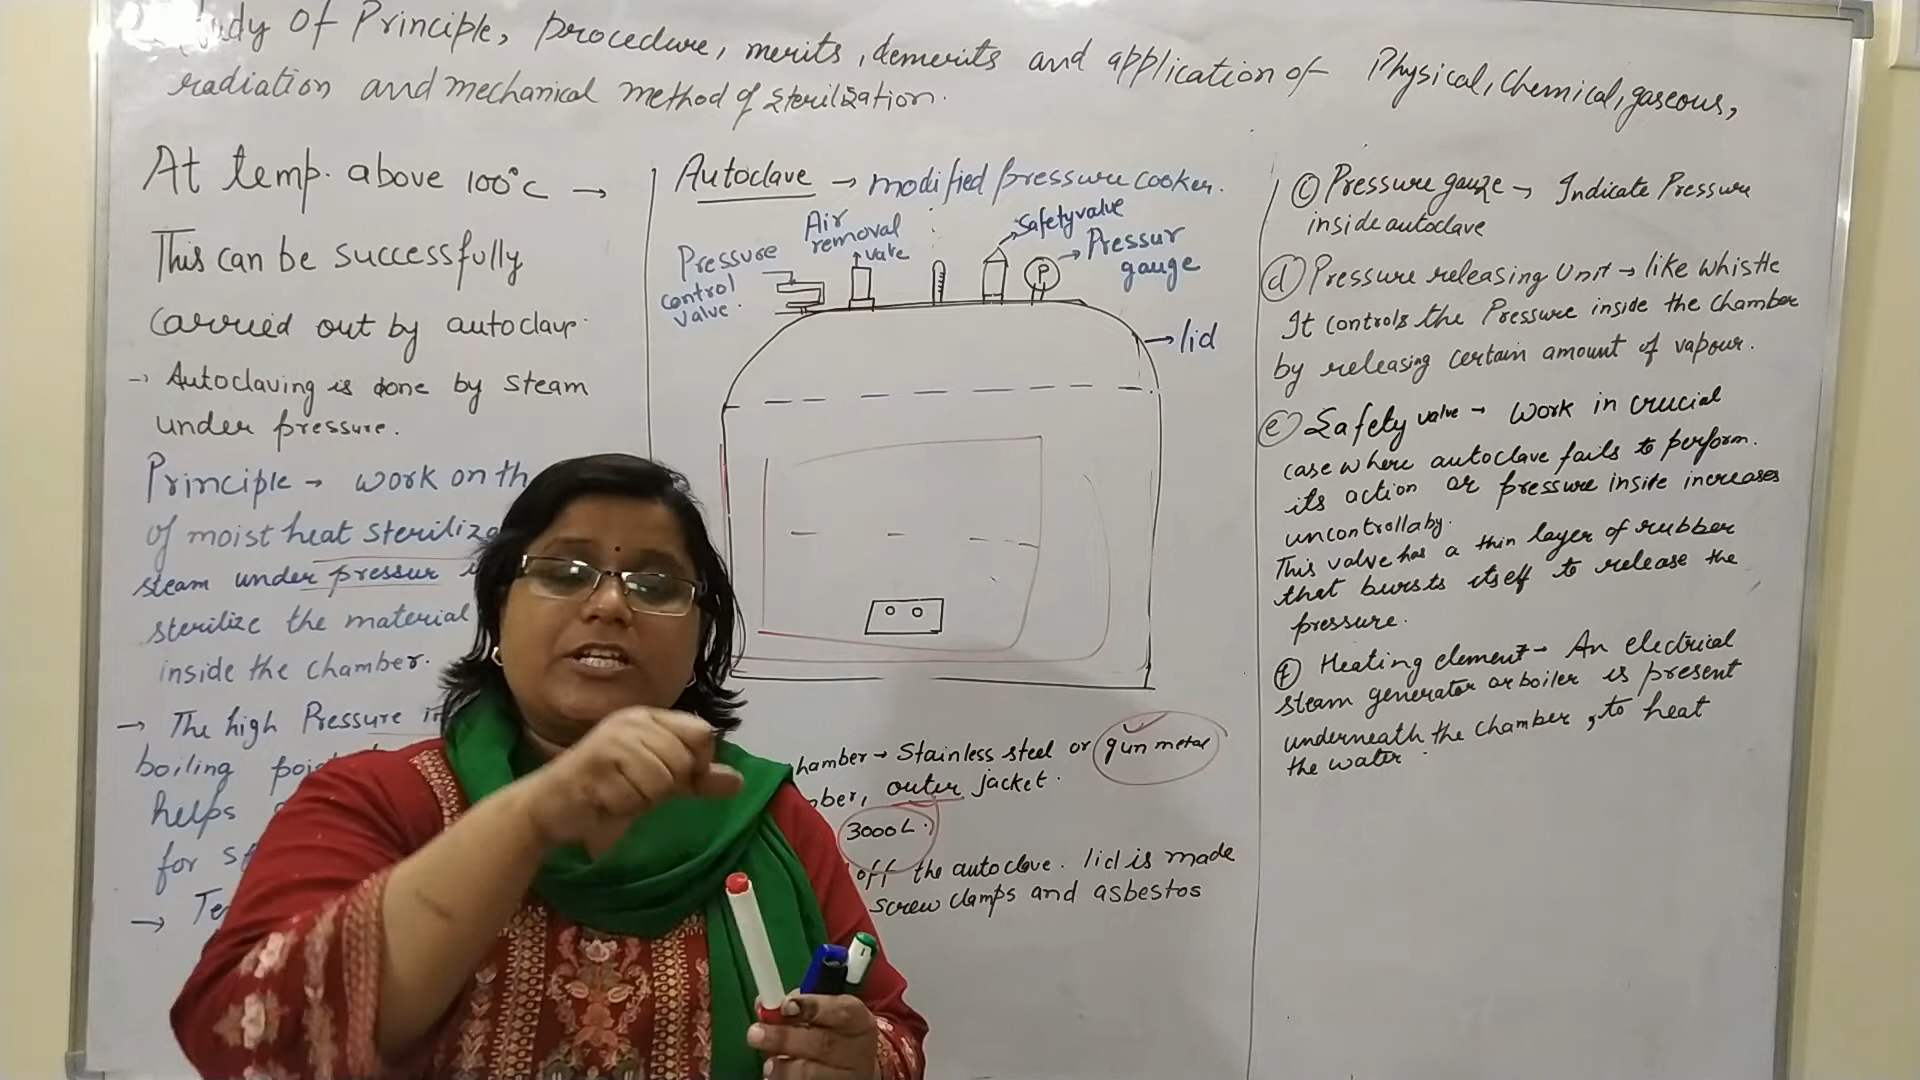 study Of Principle, procedure, merits, demerits and application of Physical, Chemical, gaseous,
radiation and mechanical method of sterilization.
At temp. above 100°c →
This can be successfully
carried out by autoclave.
→ Autoclaving is done by steam
under pressure.
Principle → work on th
of moist heat steriliza
steam under pressur
sterilize the material
inside the chamber.
→ The high Pressure in
boiling poi
helps
for st
→ Te
Autoclave → modified pressure cooker.
Pressure
control
valve.
Air
removal
valve
→ Safety valve
P
→ Pressur
gauge
→ lid
hamber → Stainless steel or gun metal
ber, outer jacket.
3000L.
off the autoclave. lid is made
screw clamps and asbestos
ⓒ Pressure gauze → Indicate Pressure
inside autoclave
ⓓ Pressure releasing Unit → like whistle
It controls the Pressure inside the chamber
by releasing certain amount of vapour.
ⓔ Safety valve → work in crucial
case where autoclave fails to perform.
its action or pressure insite increases
uncontrollaby.
This valve has a thin layer of rubber
that bursts itself to release the
pressure.
ⓕ Heating element → An electrical
steam generator or boiler is present
underneath the chamber, to heat
the water.